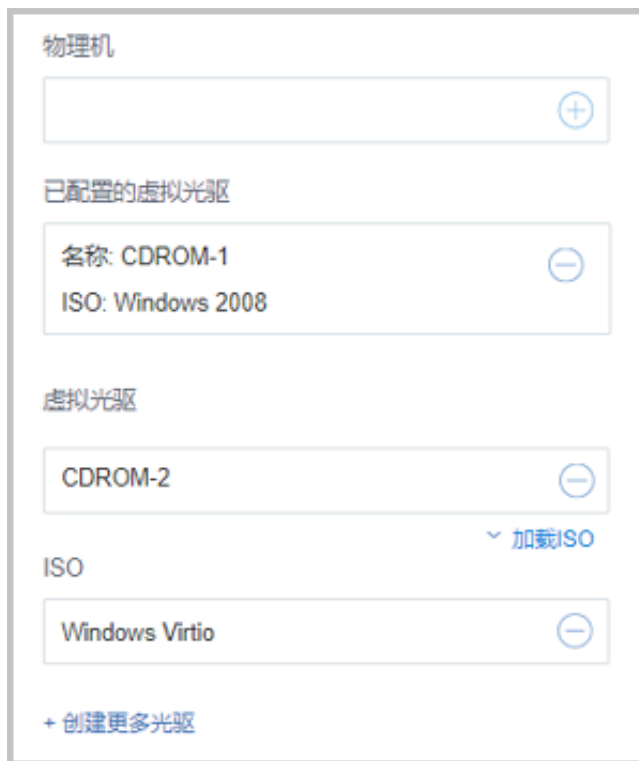 物理机
已配置的虚拟光驱
名称: CDROM-1
ISO: Windows 2008
虚拟光驱
CDROM-2
加载ISO
ISO
Windows Virtio
+ 创建更多光驱